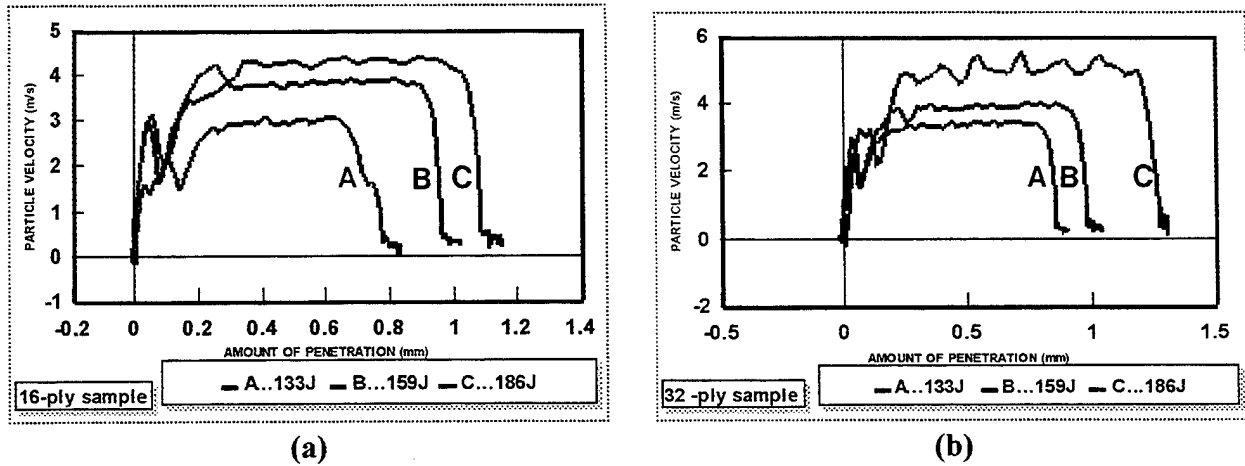 5
4
3
2
1
0
-1
PARTICLE VELOCITY (m/s)
A
B
C
-0.2
0
0.2
0.4
0.6
0.8
1
1.2
1.4
AMOUNT OF PENETRATION (mm)
16-ply sample
A...133J B...159J C...186J
(a)
6
4
2
0
-2
PARTICLE VELOCITY (m/s)
A
B
C
-0.5
0
0.5
1
1.5
AMOUNT OF PENETRATION (mm)
32 -ply sample
A...133J B...159J C...186J
(b)